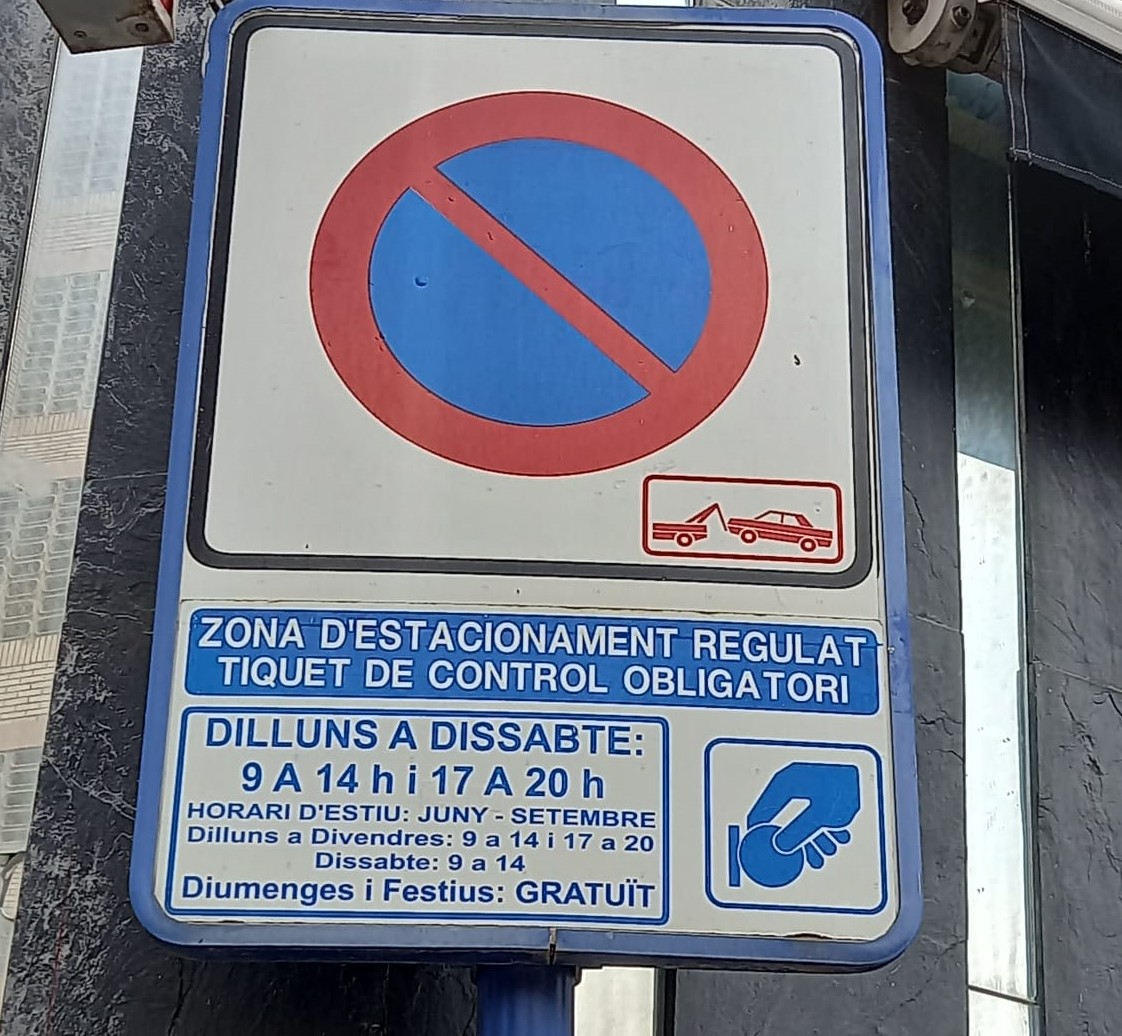 ZONA D'ESTACIONAMENT REGULAT
TIQUET DE CONTROL OBLIGATORI
DILLUNS A DISSABTE:
9 A 14 h i 17 A 20 h
HORARI D'ESTIU: JUNY - SETEMBRE
Dilluns a Divendres: 9 a 14 i 17 a 20
Dissabte: 9 a 14
Diumenges i Festius: GRATUÏT